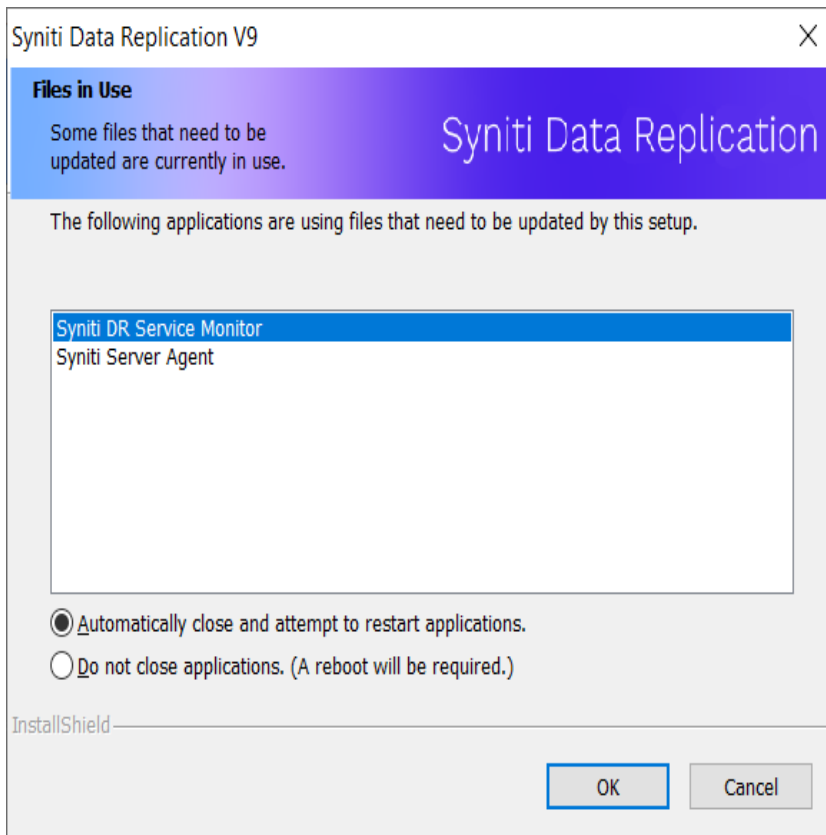 Syniti Data Replication V9
Files in Use
Some files that need to be
updated are currently in use.
Syniti Data Replication
The following applications are using files that need to be updated by this setup.
Syniti DR Service Monitor
Syniti Server Agent
Automatically close and attempt to restart applications.
Do not close applications. (A reboot will be required.)
InstallShield
OK
Cancel